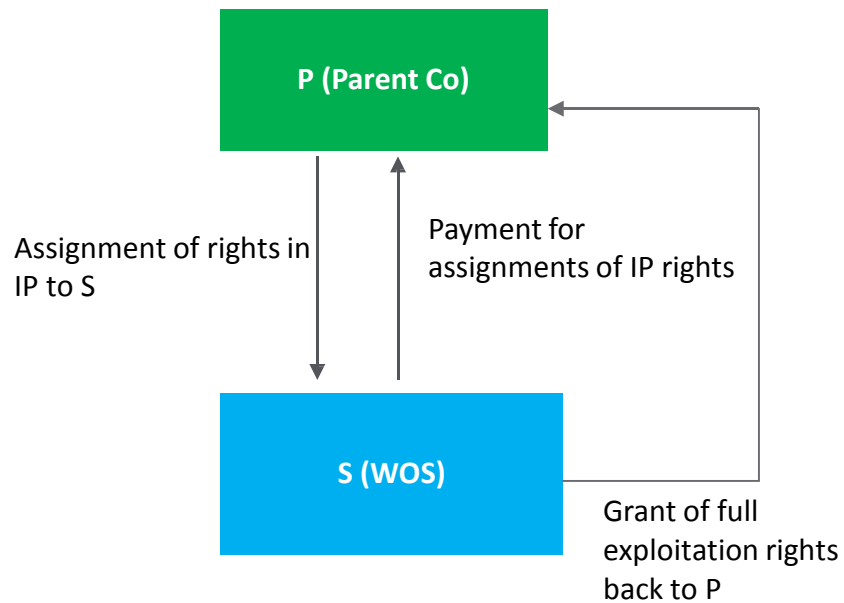 P (Parent Co)
Assignment of rights in
IP to S
Payment for
assignments of IP rights
S (WOS)
Grant of full
exploitation rights
back to P